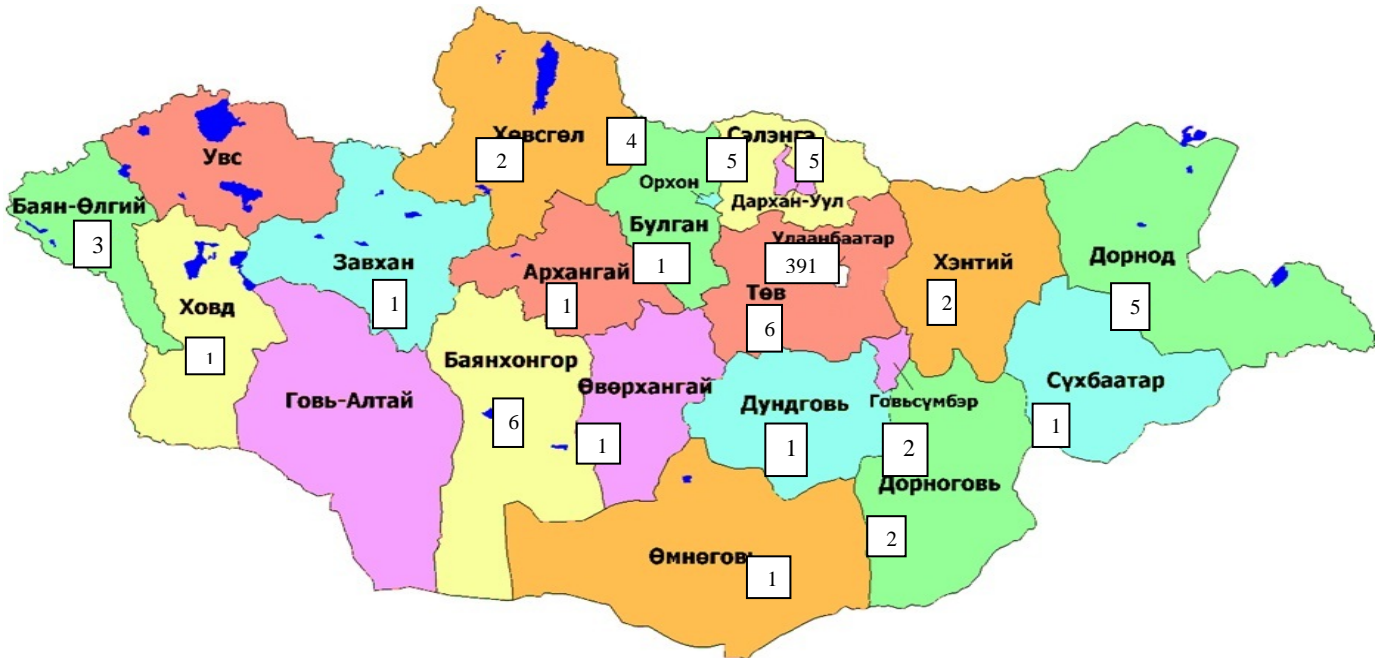 Хөвсгөл
2
4
Сэлэнгэ
5
5
Увс
Орхон
Дархан-Уул
Баян-Өлгий
3
Булган
1
Улаанбаатар
391
Завхан
1
Архангай
1
Төв
6
Хэнтий
2
Дорнод
5
Ховд
1
Баянхонгор
6
Өвөрхангай
1
Говь-Алтай
Дундговь
1
Говьсүмбэр
2
Сүхбаатар
1
Дорноговь
2
Өмнөговь
1